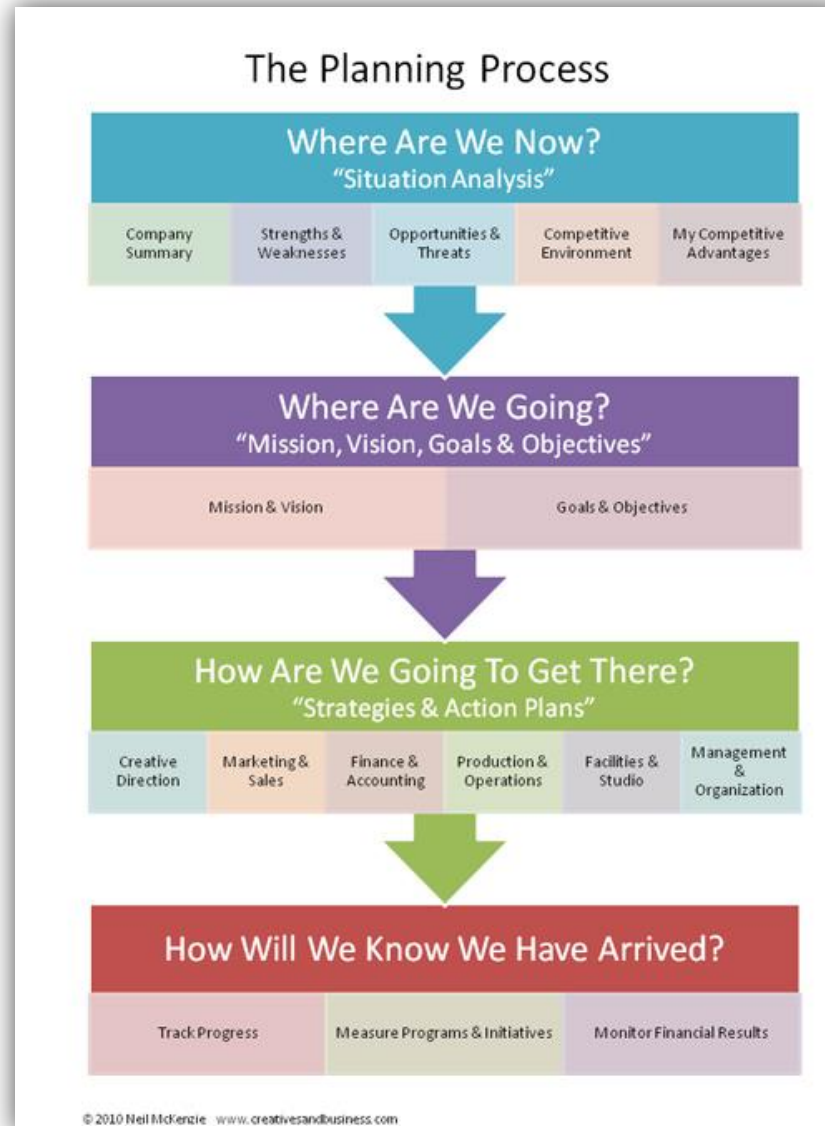 The Planning Process
Where Are We Now?
“Situation Analysis”
Company
Summary
Strengths &
Weaknesses
Opportunities &
Threats
Competitive
Environment
My Competitive
Advantages
Where Are We Going?
“Mission, Vision, Goals & Objectives”
Mission & Vision
Goals & Objectives
How Are We Going To Get There?
“Strategies & Action Plans”
Creative
Direction
Marketing &
Sales
Finance &
Accounting
Production &
Operations
Facilities &
Studio
Management
&
Organization
How Will We Know We Have Arrived?
Track Progress
Measure Programs & Initiatives
Monitor Financial Results
© 2010 Neil McKenzie www.creativesandbusiness.com